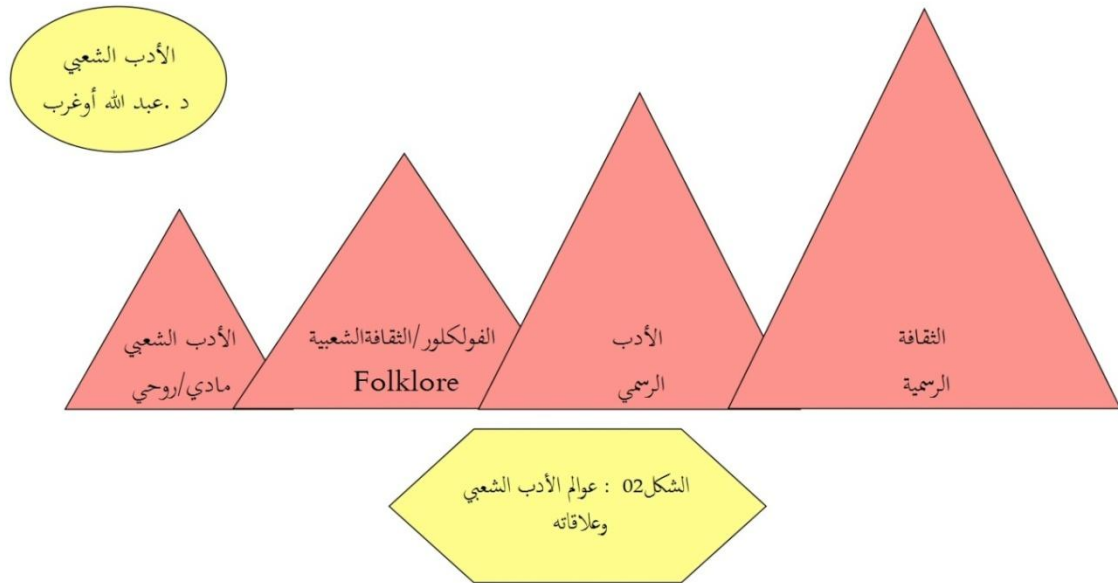 الأدب الشعبي
د .عبد الله أوغرب
الثقافة
الرسمية
الأدب
الرسمي
الفولكلور/الثقافةالشعبية
Folklore
الأدب الشعبي
مادي/روحي
الشكل02 : عوالم الأدب الشعبي
وعلاقاته